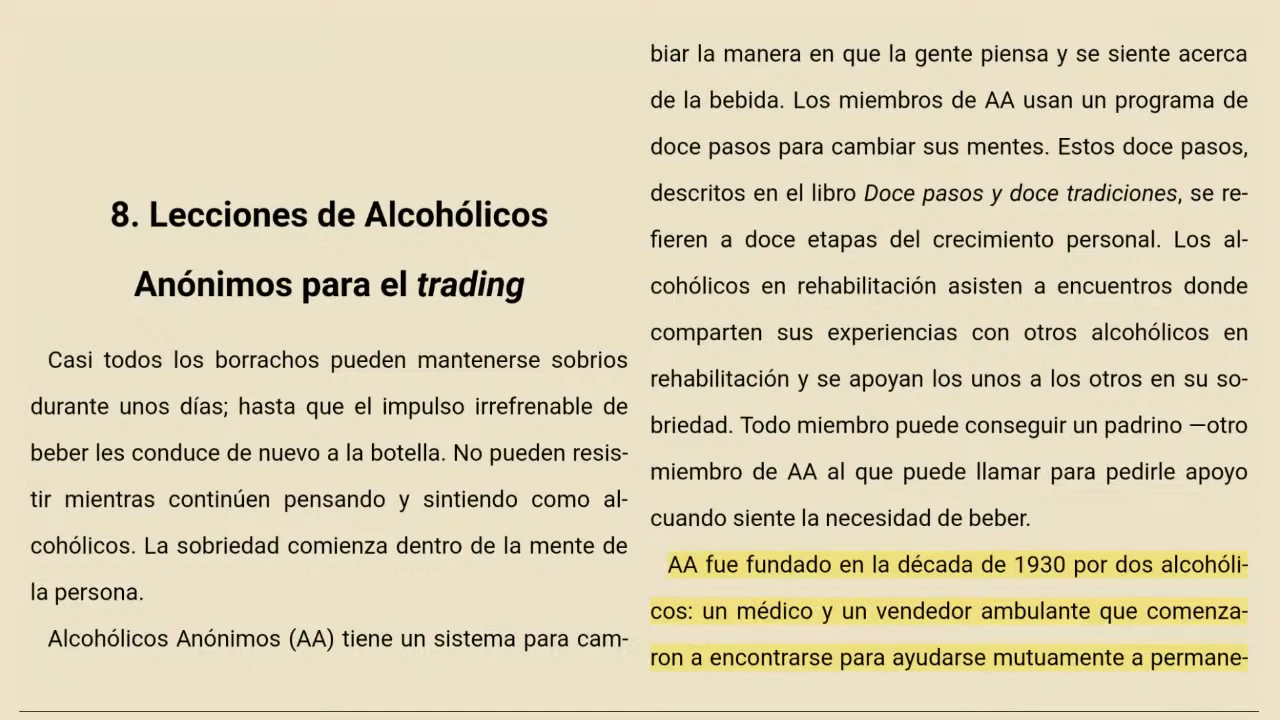 8. Lecciones de Alcohólicos
Anónimos para el trading
Casi todos los borrachos pueden mantenerse sobrios
durante unos días; hasta que el impulso irrefrenable de
beber les conduce de nuevo a la botella. No pueden resis-
tir mientras continúen pensando y sintiendo como al-
cohólicos. La sobriedad comienza dentro de la mente de
la persona.
Alcohólicos Anónimos (AA) tiene un sistema para cam-
biar la manera en que la gente piensa y se siente acerca
de la bebida. Los miembros de AA usan un programa de
doce pasos para cambiar sus mentes. Estos doce pasos,
descritos en el libro Doce pasos y doce tradiciones, se re-
fieren a doce etapas del crecimiento personal. Los al-
cohólicos en rehabilitación asisten a encuentros donde
comparten sus experiencias con otros alcohólicos en
rehabilitación y se apoyan los unos a los otros en su so-
briedad. Todo miembro puede conseguir un padrino —otro
miembro de AA al que puede llamar para pedirle apoyo
cuando siente la necesidad de beber.
AA fue fundado en la década de 1930 por dos alcohóli-
cos: un médico y un vendedor ambulante que comenza-
ron a encontrarse para ayudarse mutuamente a permane-